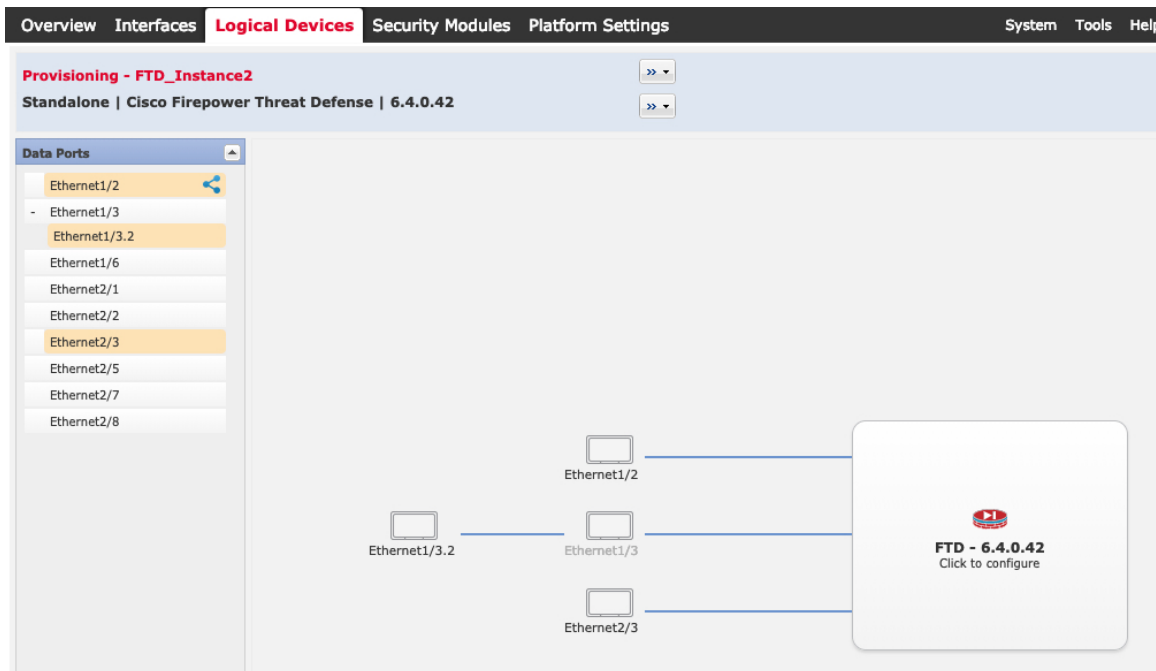 Overview Interfaces Logical Devices Security Modules Platform Settings System Tools Help
Provisioning - FTD_Instance2
Standalone | Cisco Firepower Threat Defense | 6.4.0.42
Data Ports
Ethernet1/2
- Ethernet1/3
Ethernet1/3.2
Ethernet1/6
Ethernet2/1
Ethernet2/2
Ethernet2/3
Ethernet2/5
Ethernet2/7
Ethernet2/8
Ethernet1/2
Ethernet1/3.2
Ethernet1/3
Ethernet2/3
FTD - 6.4.0.42
Click to configure